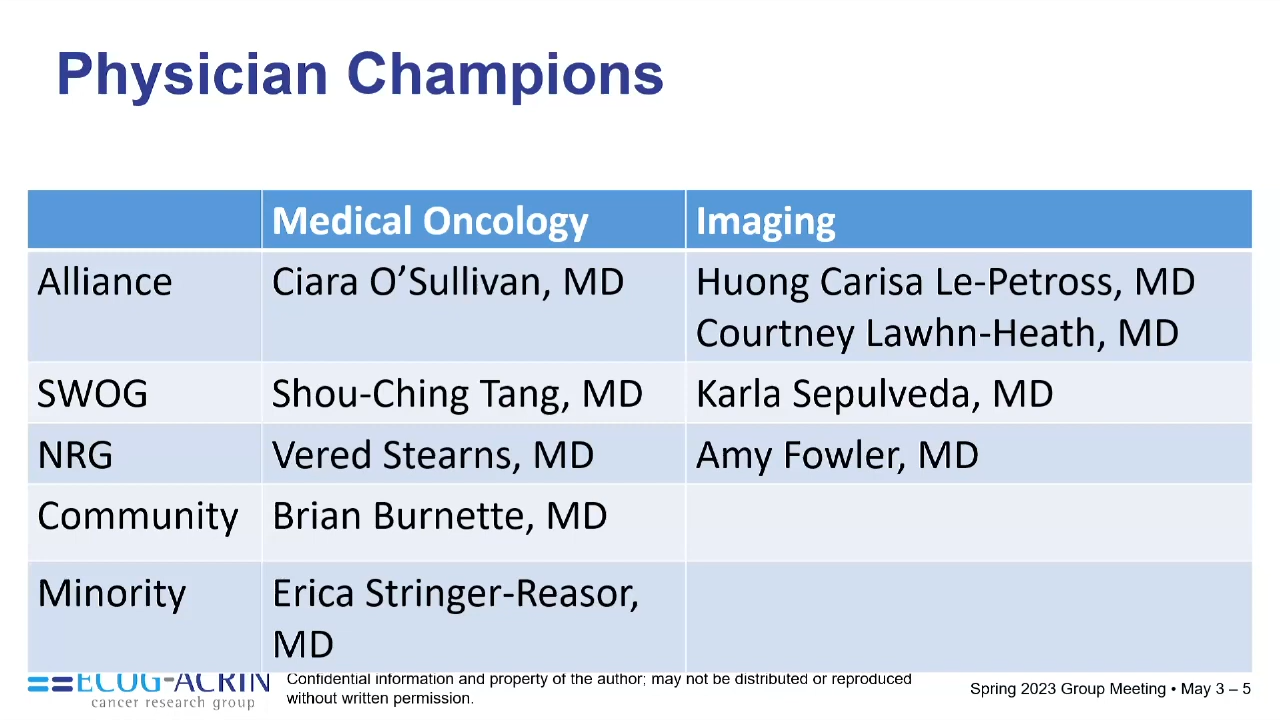 Physician Champions
Medical Oncology Imaging
Alliance Ciara O’Sullivan, MD Huong Carisa Le-Petross, MD
Courtney Lawhn-Heath, MD
SWOG Shou-Ching Tang, MD Karla Sepulveda, MD
NRG Vered Stearns, MD Amy Fowler, MD
Community Brian Burnette, MD
Minority Erica Stringer-Reasor,
MD
ECOG-ACRIN
cancer research group
Confidential information and property of the author; may not be distributed or reproduced
without written permission.
Spring 2023 Group Meeting • May 3 – 5